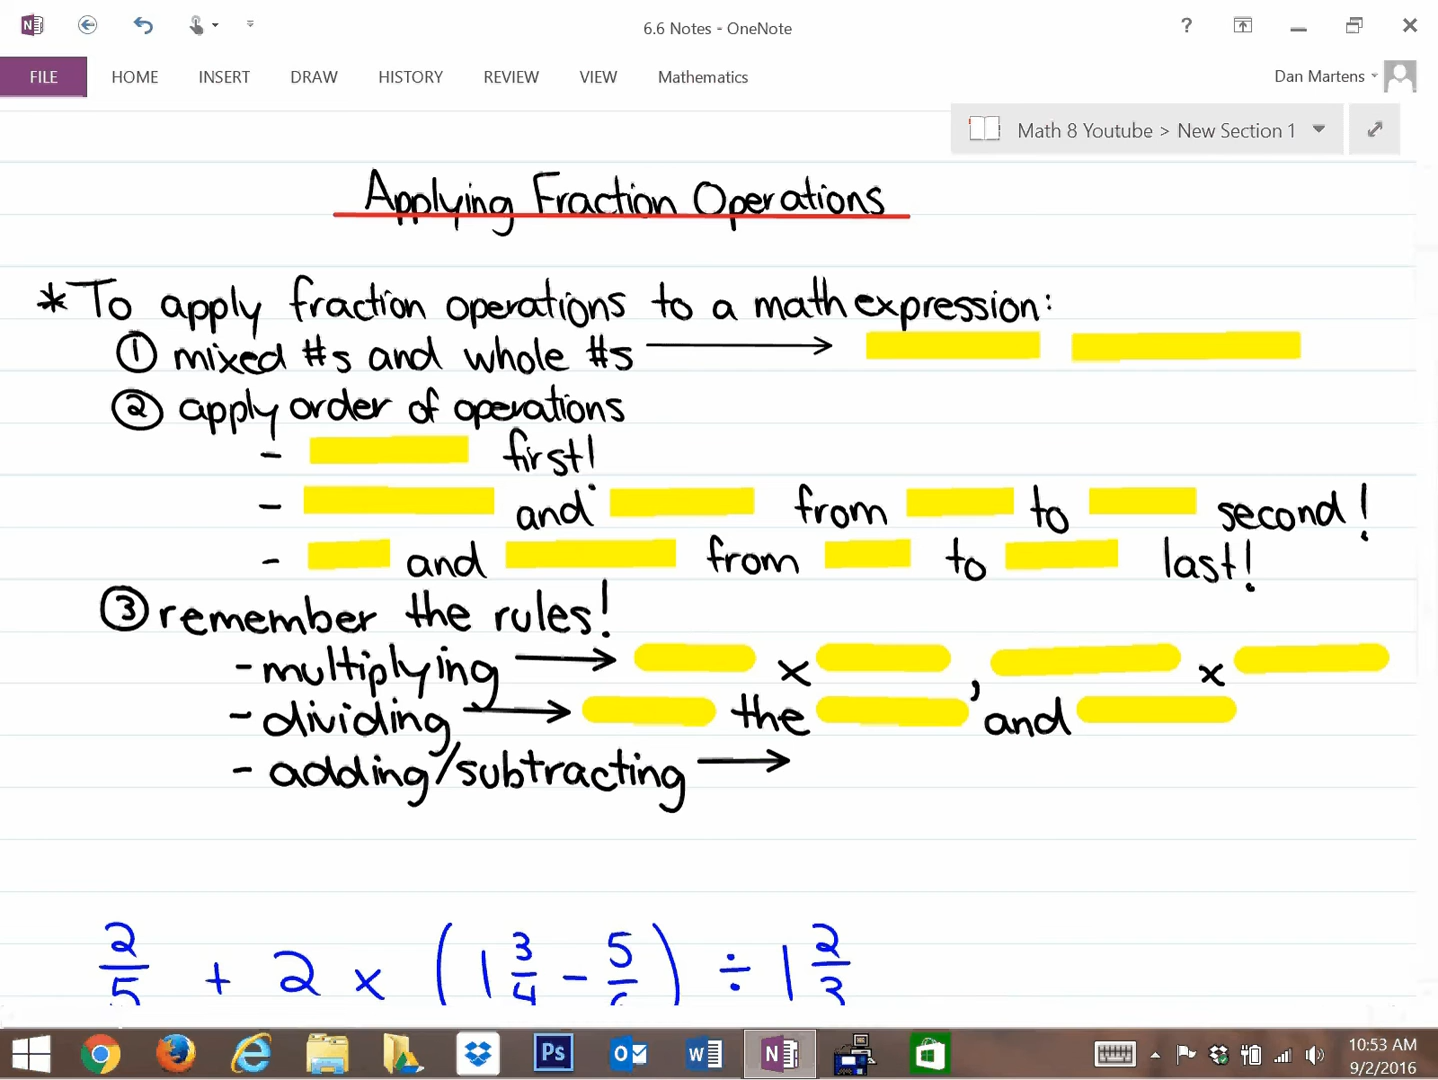 6.6 Notes - OneNote
?
FILE HOME INSERT DRAW HISTORY REVIEW VIEW Mathematics
Dan Martens
Math 8 Youtube > New Section 1
Applying Fraction Operations
*To apply fraction operations to a math expression:
① mixed #s and whole #s →
② apply order of operations
- first!
- and from to second!
- and from to last!
③ remember the rules!
- multiplying → x , x
- dividing → the and
- adding/subtracting →
2/5 + 2 x (1 3/4 - 5/6) ÷ 1 2/3
10:53 AM
9/2/2016